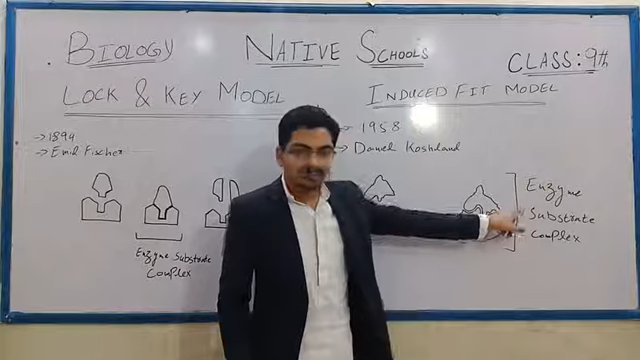 BIOLOGY NATIVE SCHOOLS CLASS: 9th
LOCK & KEY MODEL INDUCED FIT MODEL
→1894 1958
→Emil Fischer Daniel Koshland
Enzyme
Substrate
Complex
Enzyme Substrate
Complex